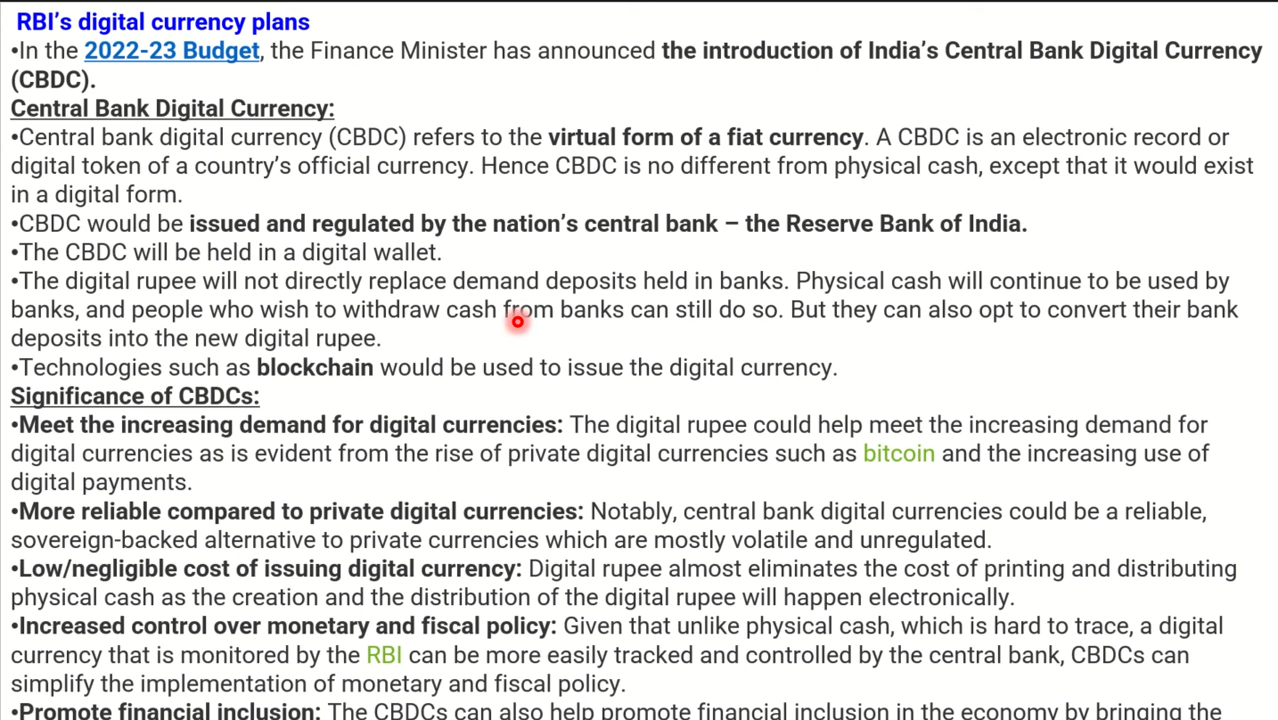 RBI’s digital currency plans
•In the 2022-23 Budget, the Finance Minister has announced the introduction of India’s Central Bank Digital Currency
(CBDC).
Central Bank Digital Currency:
•Central bank digital currency (CBDC) refers to the virtual form of a fiat currency. A CBDC is an electronic record or
digital token of a country’s official currency. Hence CBDC is no different from physical cash, except that it would exist
in a digital form.
•CBDC would be issued and regulated by the nation’s central bank – the Reserve Bank of India.
•The CBDC will be held in a digital wallet.
•The digital rupee will not directly replace demand deposits held in banks. Physical cash will continue to be used by
banks, and people who wish to withdraw cash from banks can still do so. But they can also opt to convert their bank
deposits into the new digital rupee.
•Technologies such as blockchain would be used to issue the digital currency.
Significance of CBDCs:
•Meet the increasing demand for digital currencies: The digital rupee could help meet the increasing demand for
digital currencies as is evident from the rise of private digital currencies such as bitcoin and the increasing use of
digital payments.
•More reliable compared to private digital currencies: Notably, central bank digital currencies could be a reliable,
sovereign-backed alternative to private currencies which are mostly volatile and unregulated.
•Low/negligible cost of issuing digital currency: Digital rupee almost eliminates the cost of printing and distributing
physical cash as the creation and the distribution of the digital rupee will happen electronically.
•Increased control over monetary and fiscal policy: Given that unlike physical cash, which is hard to trace, a digital
currency that is monitored by the RBI can be more easily tracked and controlled by the central bank, CBDCs can
simplify the implementation of monetary and fiscal policy.
•Promote financial inclusion: The CBDCs can also help promote financial inclusion in the economy by bringing the